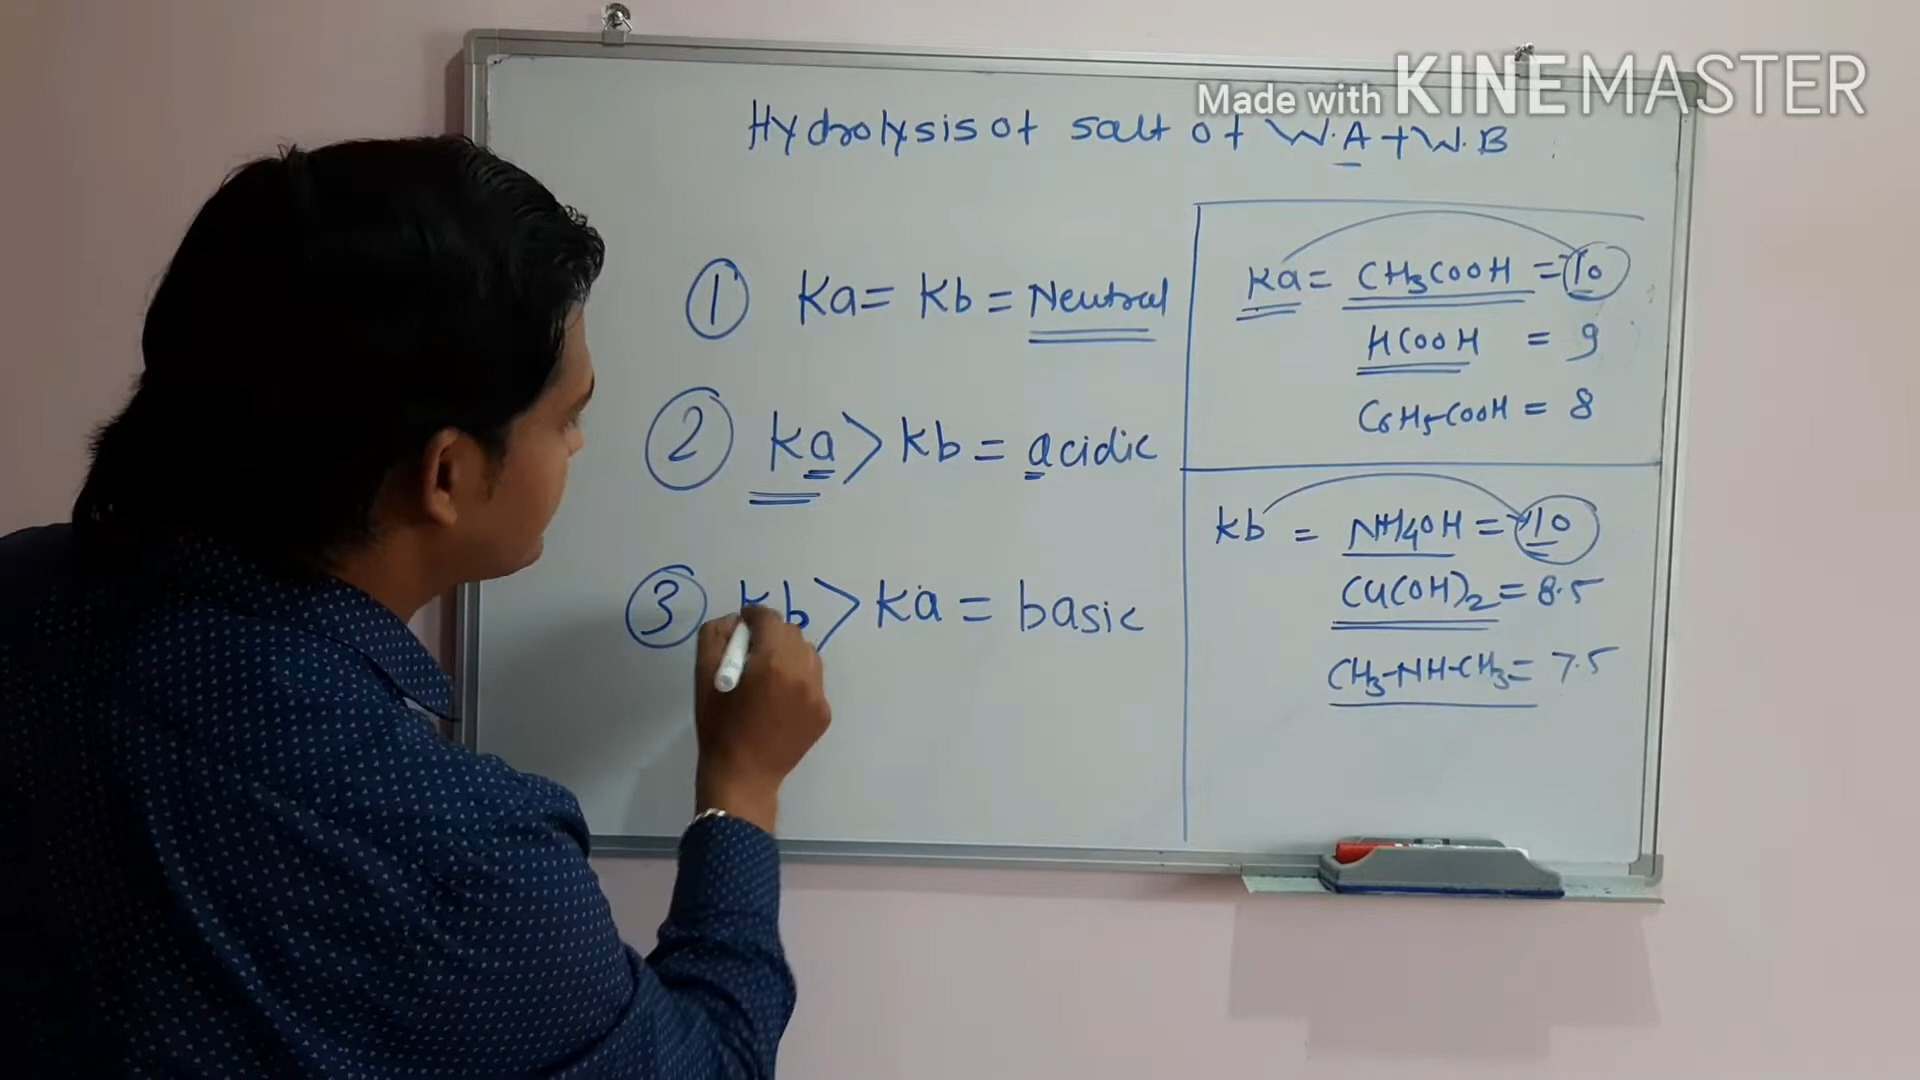 Made with KINEMASTER
Hydrolysis of salt of W.A+W.B
① Ka= Kb = Neutral
② Ka > Kb = acidic
③ Kb > Ka = basic
Ka = CH3COOH = 10
HCOOH = 9
C6H5-COOH = 8
Kb = NH4OH = 10
Cu(OH)2 = 8.5
CH3-NH-CH3 = 7.5